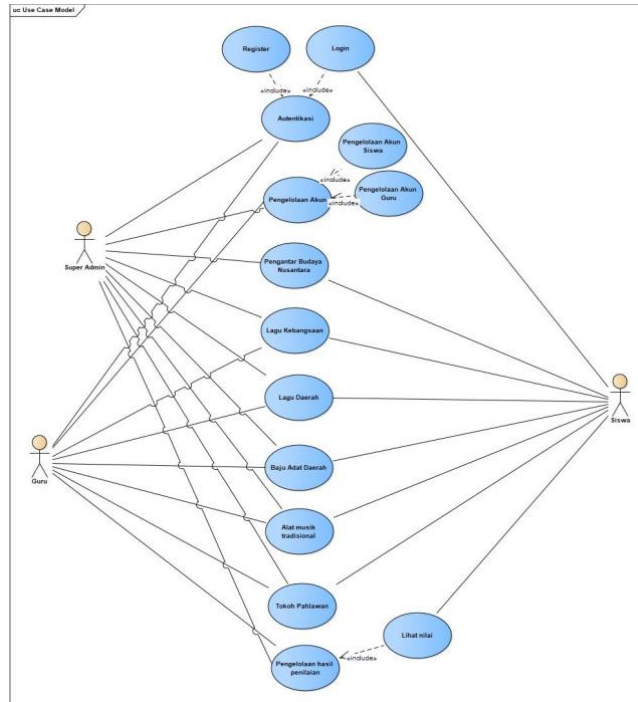 uc Use Case Model
Register
Login
«include»
«include»
Autentikasi
Pengelolaan Akun
Siswa
«include»
Pengelolaan Akun
Pengelolaan Akun
Guru
«include»
Super Admin
Pengantar Budaya
Nusantara
Lagu Kebangsaan
Lagu Daerah
Siswa
Guru
Baju Adat Daerah
Alat musik
tradisional
Tokoh Pahlawan
Lihat nilai
«include»
Pengelolaan hasil
penilaian